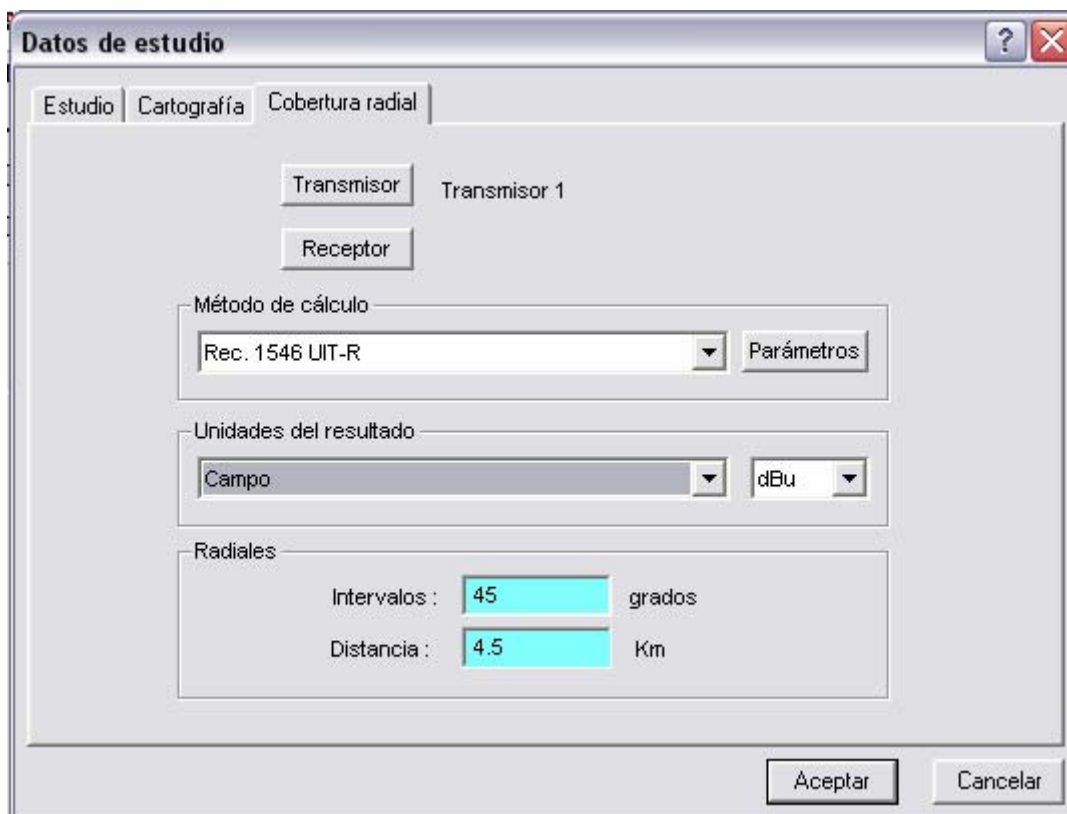 Datos de estudio
Estudio Cartografía Cobertura radial
Transmisor Transmisor 1
Receptor
Método de cálculo
Rec. 1546 UIT-R Parámetros
Unidades del resultado
Campo dBu
Radiales
Intervalos : 45 grados
Distancia : 4.5 Km
Aceptar Cancelar